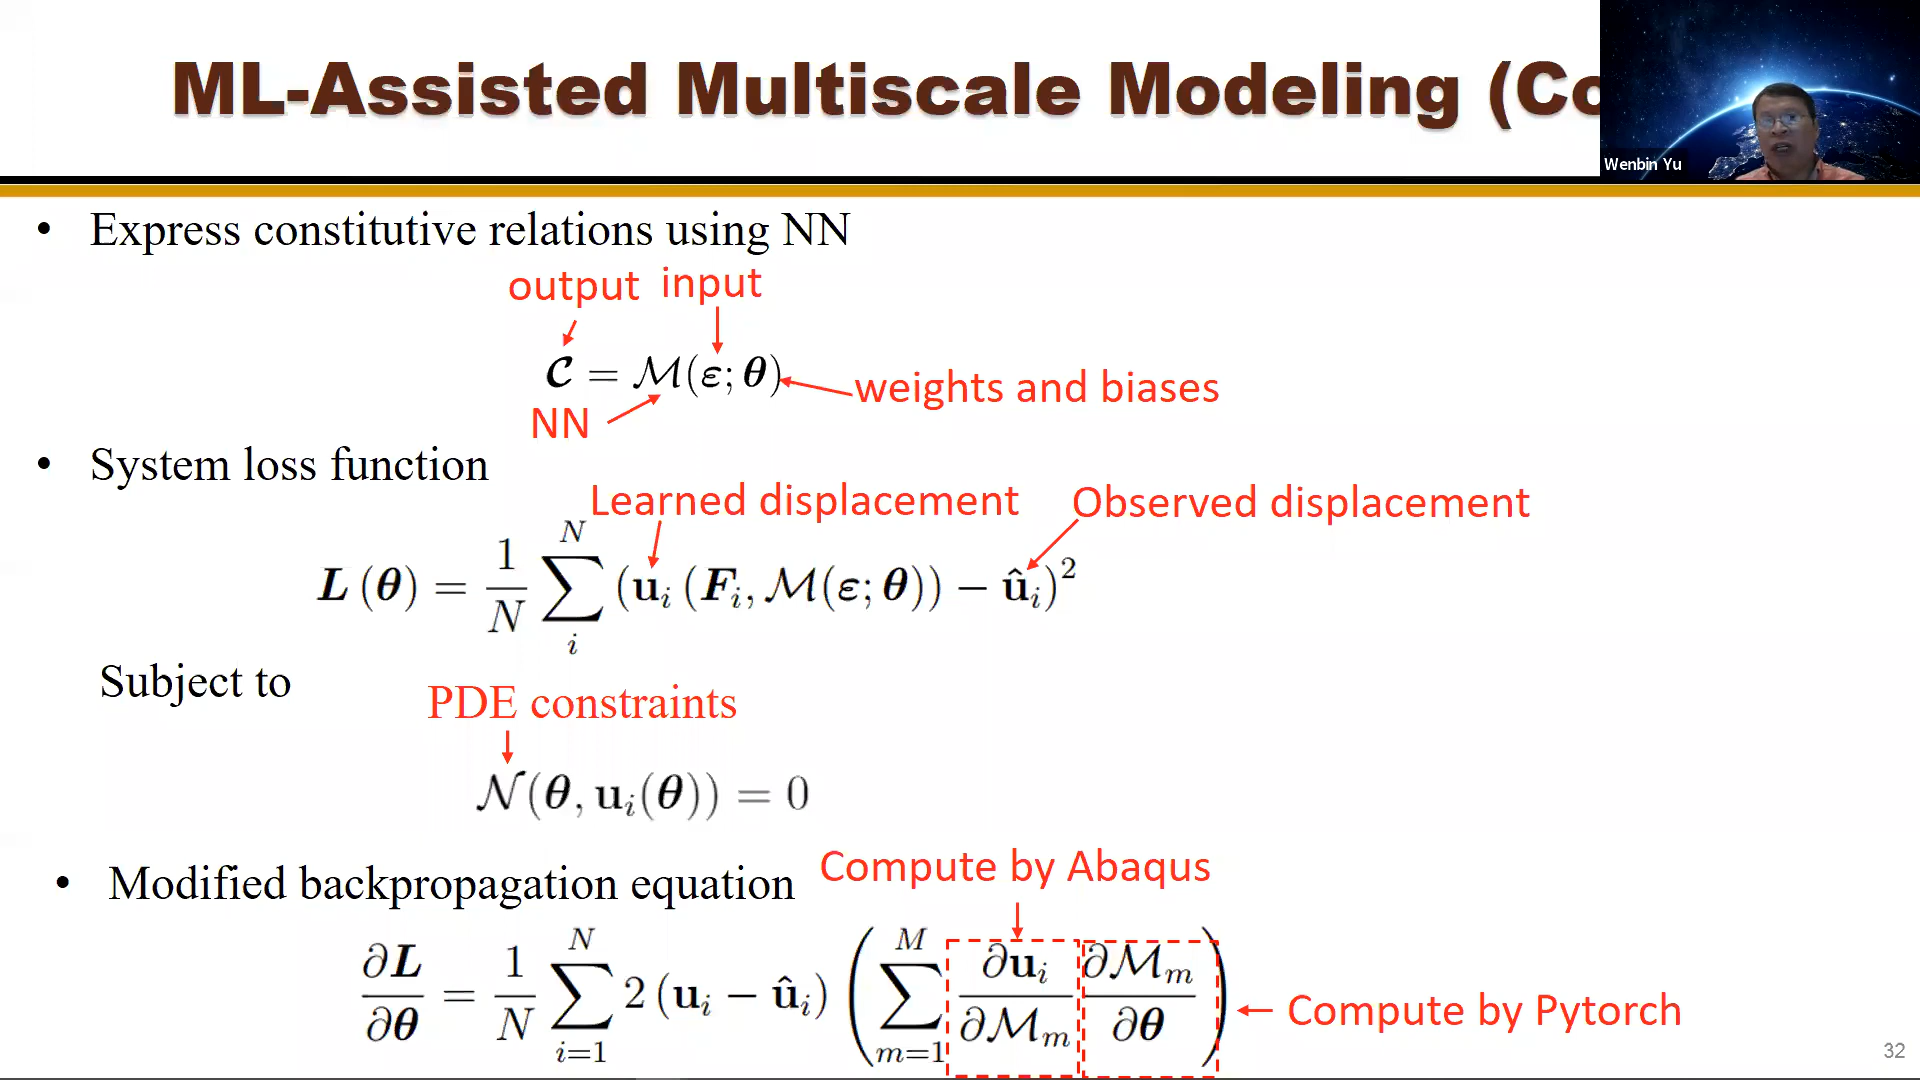 ML-Assisted Multiscale Modeling (Co
Wenbin Yu
• Express constitutive relations using NN
output input
𝓒 = ℳ(ε; θ)
weights and biases
NN
• System loss function
Learned displacement Observed displacement
L(θ) = 1/N ∑_i^N (u_i (F_i, ℳ(ε; θ)) − û_i)²
Subject to
PDE constraints
𝒩(θ, u_i(θ)) = 0
• Modified backpropagation equation
Compute by Abaqus
∂L/∂θ = 1/N ∑_{i=1}^N 2 (u_i − û_i) (∑_{m=1}^M ∂u_i/∂ℳ_m ∂ℳ_m/∂θ)
Compute by Pytorch
32